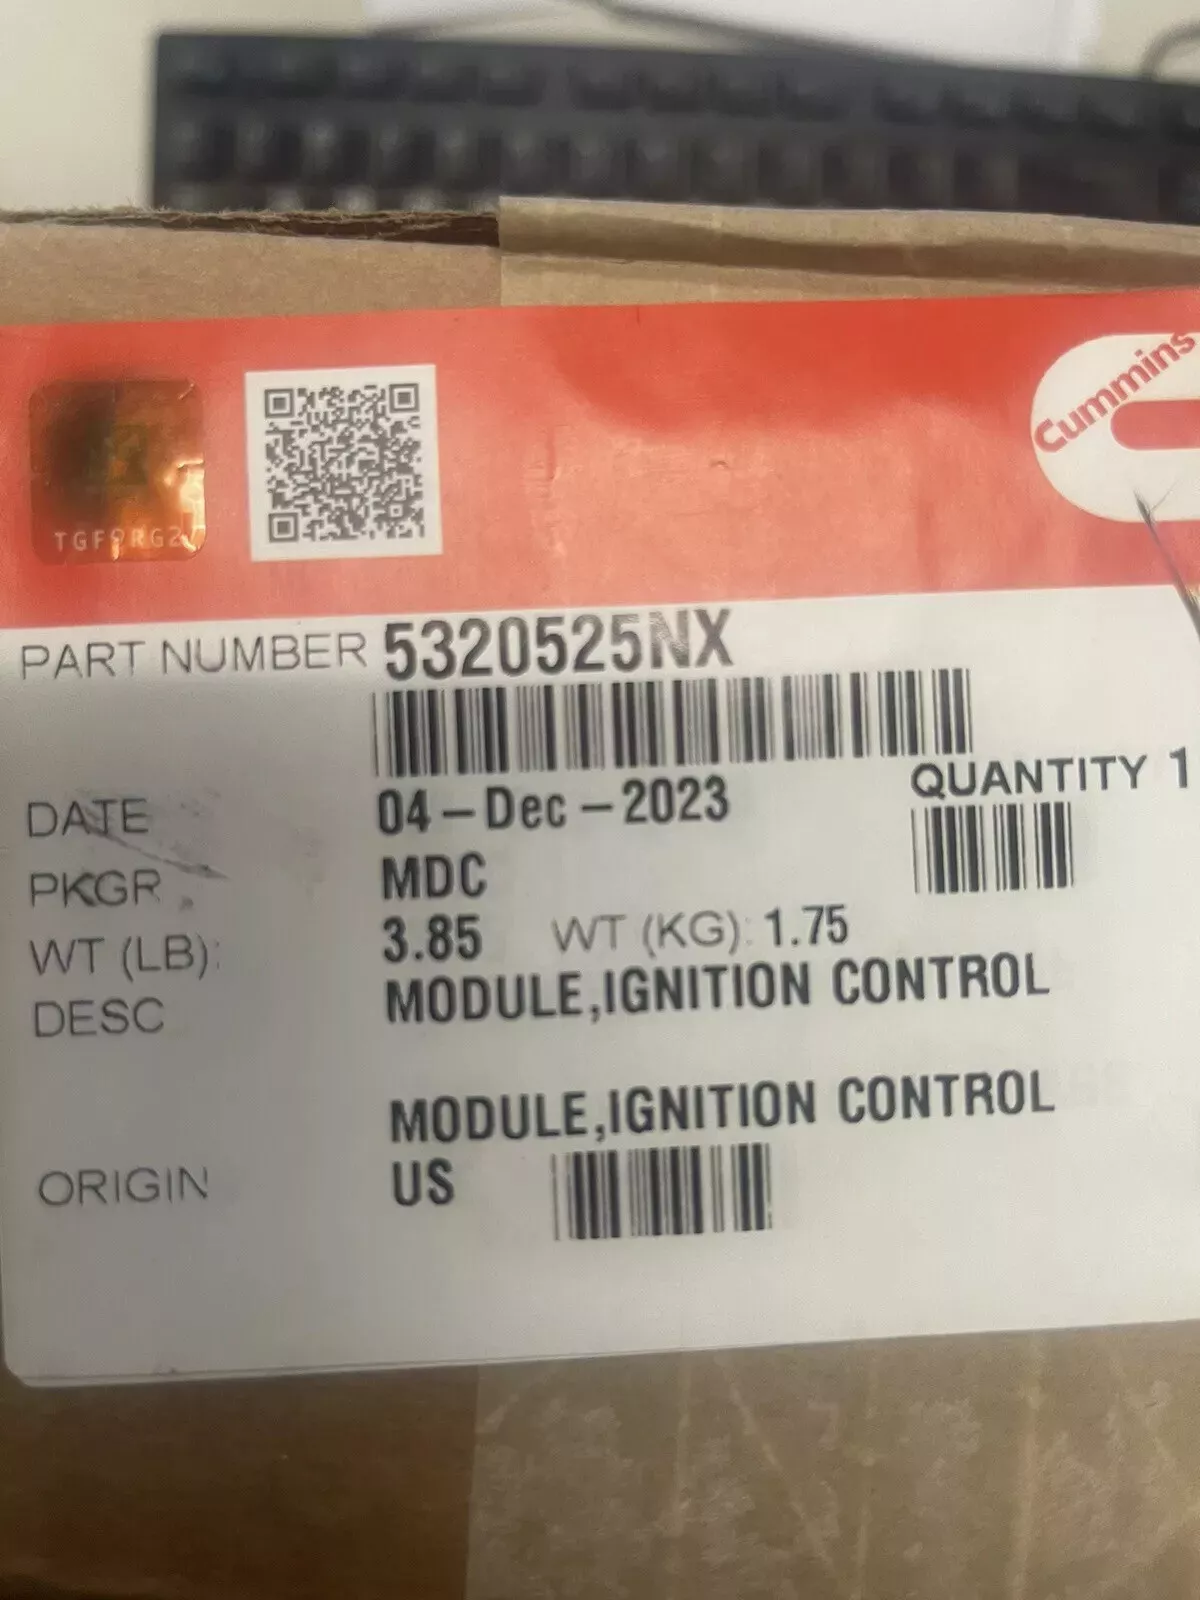 Cummins
PART NUMBER 5320525NX
DATE 04-Dec-2023 QUANTITY 1
PKGR MDC
WT (LB): 3.85 WT (KG): 1.75
DESC MODULE,IGNITION CONTROL
MODULE,IGNITION CONTROL
ORIGIN US